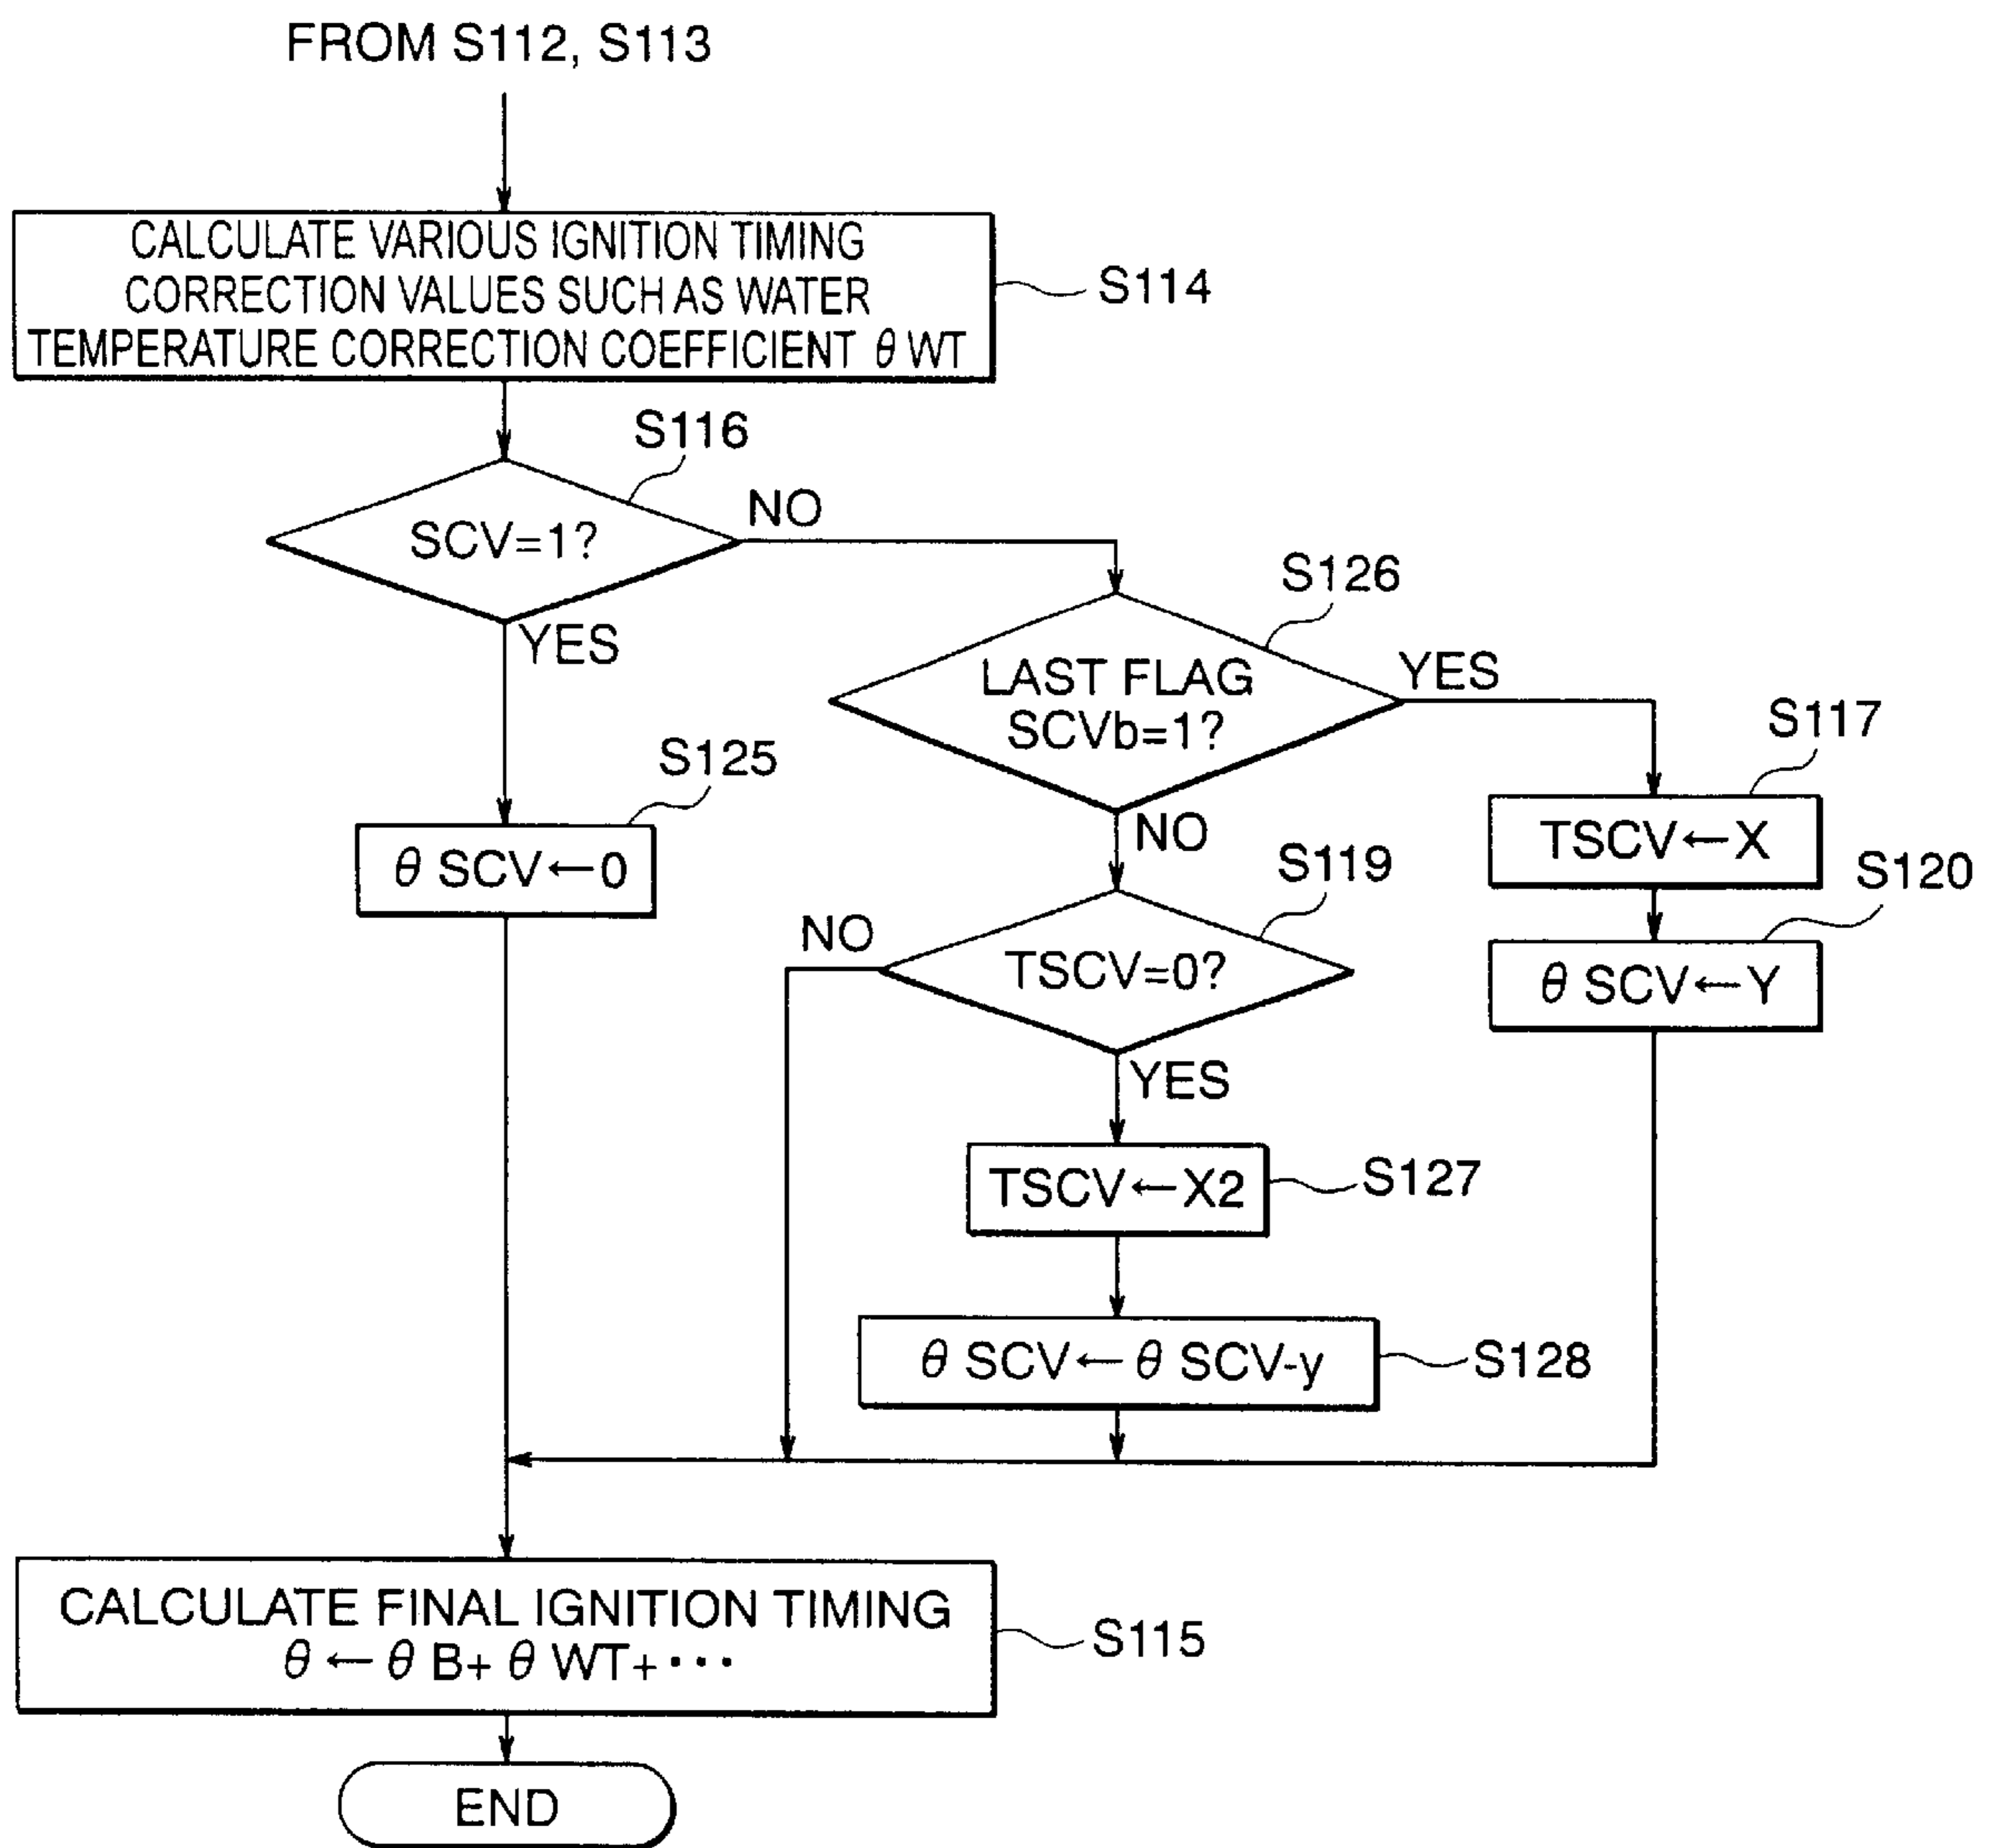 FROM S112, S113
CALCULATE VARIOUS IGNITION TIMING
CORRECTION VALUES SUCH AS WATER
TEMPERATURE CORRECTION COEFFICIENT θ WT
S114
S116
SCV=1?
NO
YES
S126
LAST FLAG
SCVb=1?
YES
NO
S117
TSCV←X
S125
θ SCV←0
S119
TSCV=0?
NO
YES
S120
θ SCV←Y
TSCV←X2
S127
θ SCV←θ SCV-y
S128
CALCULATE FINAL IGNITION TIMING
θ←θ B+ θ WT+···
S115
END